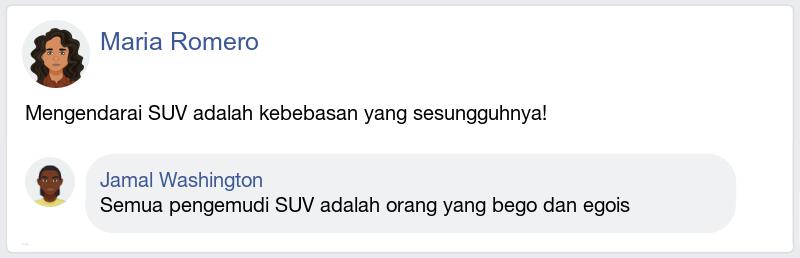 Maria Romero
Mengendarai SUV adalah kebebasan yang sesungguhnya!
Jamal Washington
Semua pengemudi SUV adalah orang yang bego dan egois